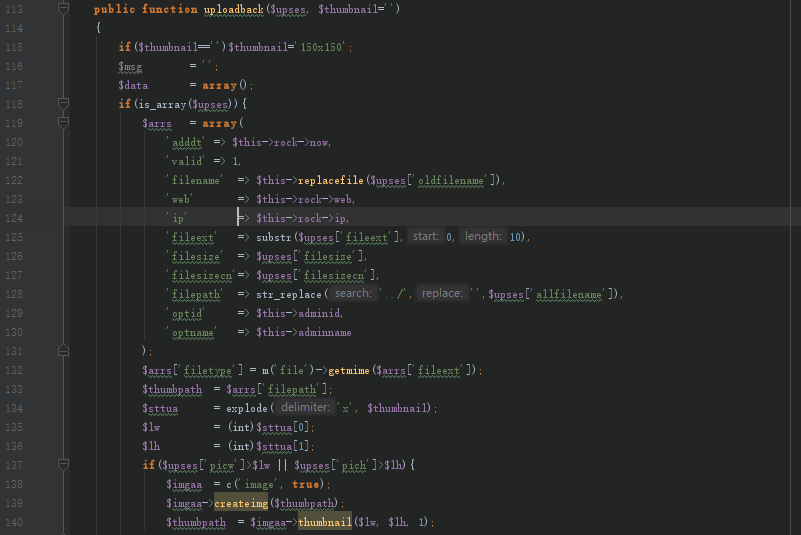 113 public function uploadback($upses, $thumbnail='')
114 {
115 if($thumbnail=='')$thumbnail='150x150';
116 $msg = '';
117 $data = array();
118 if(is_array($upses)){
119 $arrs = array(
120 'adddt' => $this->rock->now,
121 'valid' => 1,
122 'filename' => $this->replacefile($upses['oldfilename']),
123 'web' => $this->rock->web,
124 'ip' => $this->rock->ip,
125 'fileext' => substr($upses['fileext'], start: 0, length: 10),
126 'filesize' => $upses['filesize'],
127 'filesizecn'=> $upses['filesizecn'],
128 'filepath' => str_replace( search: '../', replace: '',$upses['allfilename']),
129 'optid' => $this->adminid,
130 'optname' => $this->adminname
131 );
132 $arrs['filetype'] = m('file')->getmime($arrs['fileext']);
133 $thumbpath = $arrs['filepath'];
134 $sttua = explode( delimiter: 'x', $thumbnail);
135 $lw = (int)$sttua[0];
136 $lh = (int)$sttua[1];
137 if($upses['picw']>$lw || $upses['pich']>$lh){
138 $imgaa = c('image', true);
139 $imgaa->createimg($thumbpath);
140 $thumbpath = $imgaa->thumbnail($lw, $lh, 1);